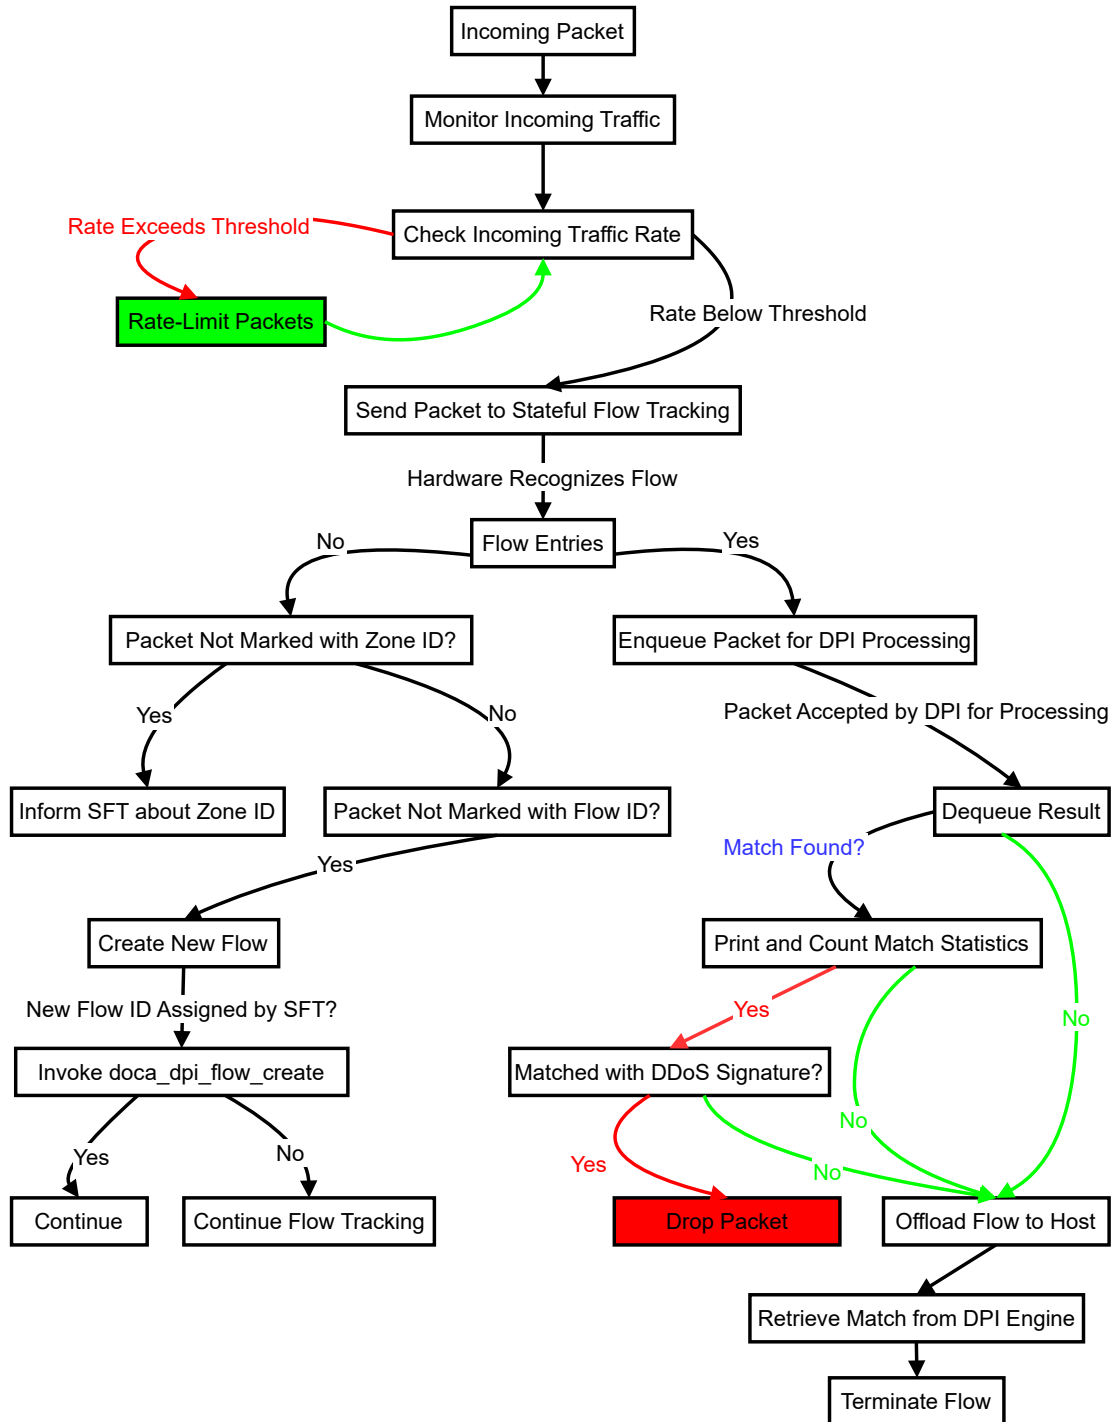 Incoming Packet
Monitor Incoming Traffic
Rate Exceeds Threshold
Check Incoming Traffic Rate
Rate-Limit Packets
Rate Below Threshold
Send Packet to Stateful Flow Tracking
Hardware Recognizes Flow
No
Flow Entries
Yes
Packet Not Marked with Zone ID?
Enqueue Packet for DPI Processing
Yes
No
Packet Accepted by DPI for Processing
Inform SFT about Zone ID
Packet Not Marked with Flow ID?
Dequeue Result
Match Found?
Yes
Create New Flow
Print and Count Match Statistics
New Flow ID Assigned by SFT?
Yes
No
Invoke doca_dpi_flow_create
Matched with DDoS Signature?
No
Yes
No
Yes
No
Continue
Continue Flow Tracking
Drop Packet
Offload Flow to Host
Retrieve Match from DPI Engine
Terminate Flow